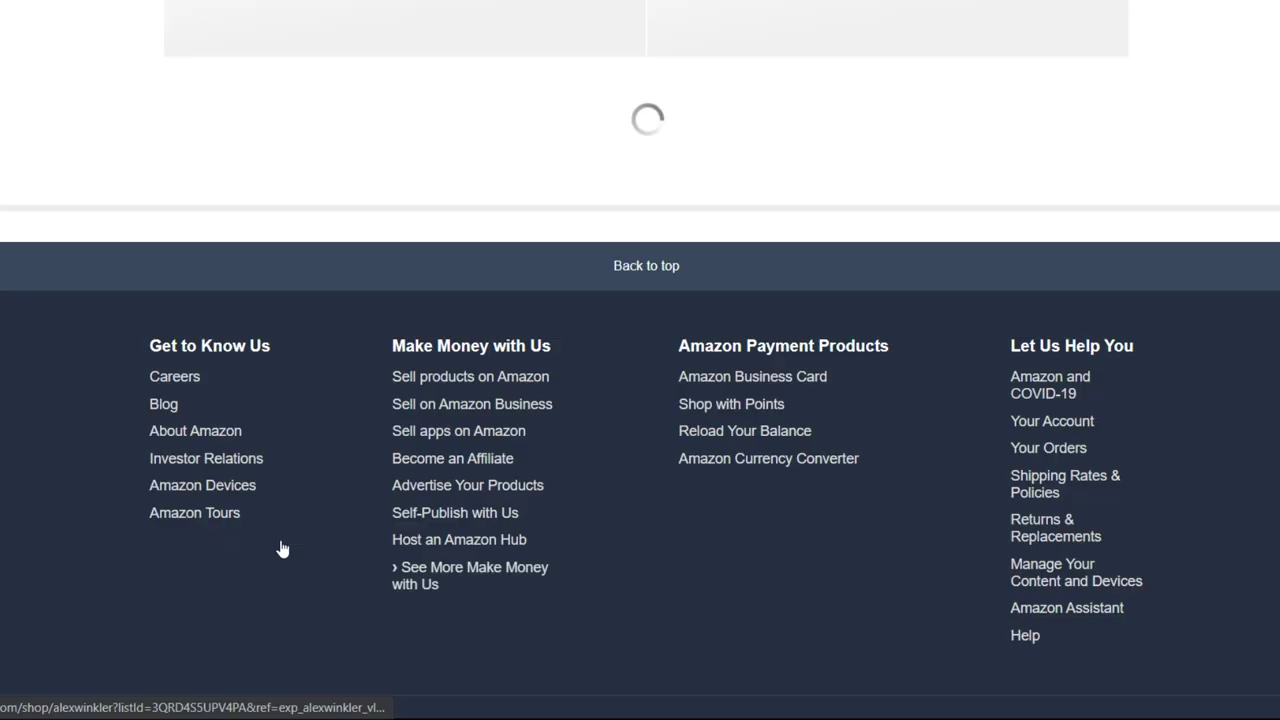 Back to top
Get to Know Us
Careers
Blog
About Amazon
Investor Relations
Amazon Devices
Amazon Tours
Make Money with Us
Sell products on Amazon
Sell on Amazon Business
Sell apps on Amazon
Become an Affiliate
Advertise Your Products
Self-Publish with Us
Host an Amazon Hub
› See More Make Money
with Us
Amazon Payment Products
Amazon Business Card
Shop with Points
Reload Your Balance
Amazon Currency Converter
Let Us Help You
Amazon and
COVID-19
Your Account
Your Orders
Shipping Rates &
Policies
Returns &
Replacements
Manage Your
Content and Devices
Amazon Assistant
Help
om/shop/alexwinkler?listId=3QRD4S5UPV4PA&ref=exp_alexwinkler_vl...